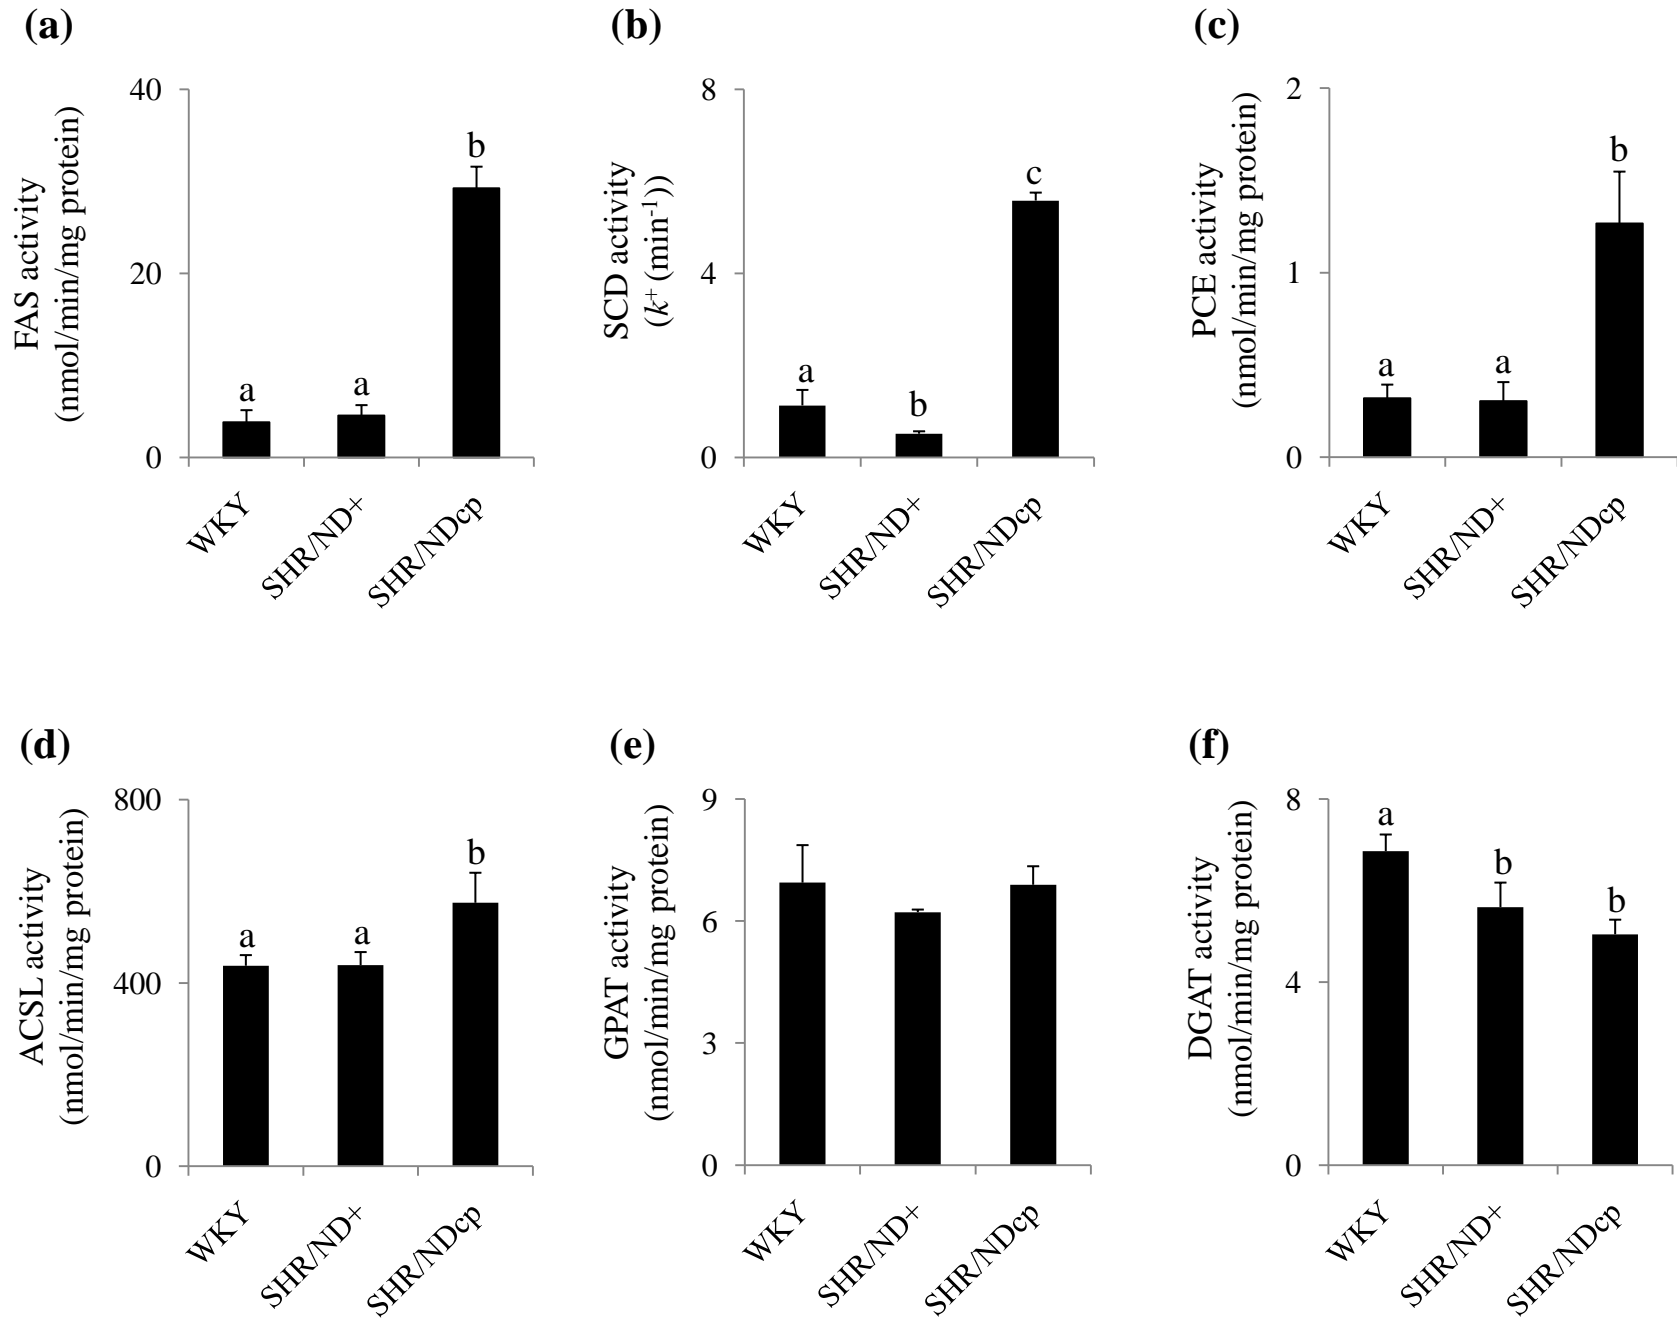 (a)
FAS activity
(nmol/min/mg protein)
40
20
0
a
a
b
WKY
SHR/ND+
SHR/NDcp
(b)
SCD activity
(k⁺ (min⁻¹))
8
4
0
a
b
c
WKY
SHR/ND+
SHR/NDcp
(c)
PCE activity
(nmol/min/mg protein)
2
1
0
a
a
b
WKY
SHR/ND+
SHR/NDcp
(d)
ACSL activity
(nmol/min/mg protein)
800
400
0
a
a
b
WKY
SHR/ND+
SHR/NDcp
(e)
GPAT activity
(nmol/min/mg protein)
9
6
3
0
WKY
SHR/ND+
SHR/NDcp
(f)
DGAT activity
(nmol/min/mg protein)
8
4
0
a
b
b
WKY
SHR/ND+
SHR/NDcp